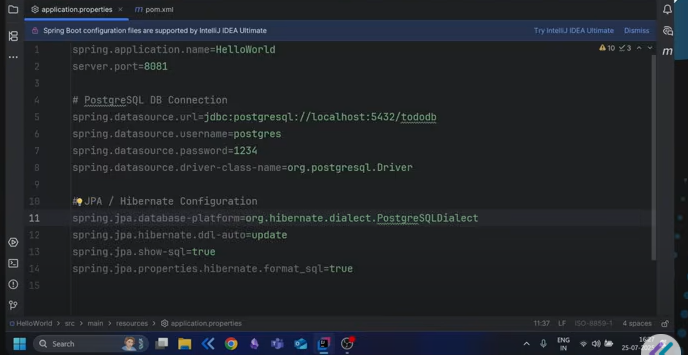 application.properties
pom.xml
Spring Boot configuration files are supported by IntelliJ IDEA Ultimate
Try IntelliJ IDEA Ultimate
Dismiss
10
3
1 spring.application.name=HelloWorld
2 server.port=8081
3
4 # PostgreSQL DB Connection
5 spring.datasource.url=jdbc:postgresql://localhost:5432/tododb
6 spring.datasource.username=postgres
7 spring.datasource.password=1234
8 spring.datasource.driver-class-name=org.postgresql.Driver
9
10 # JPA / Hibernate Configuration
11 spring.jpa.database-platform=org.hibernate.dialect.PostgreSQLDialect
12 spring.jpa.hibernate.ddl-auto=update
13 spring.jpa.show-sql=true
14 spring.jpa.properties.hibernate.format_sql=true
15
HelloWorld > src > main > resources > application.properties
11:37 LF ISO-8859-1 4 spaces
Search
ENG
IN
25-07-2025